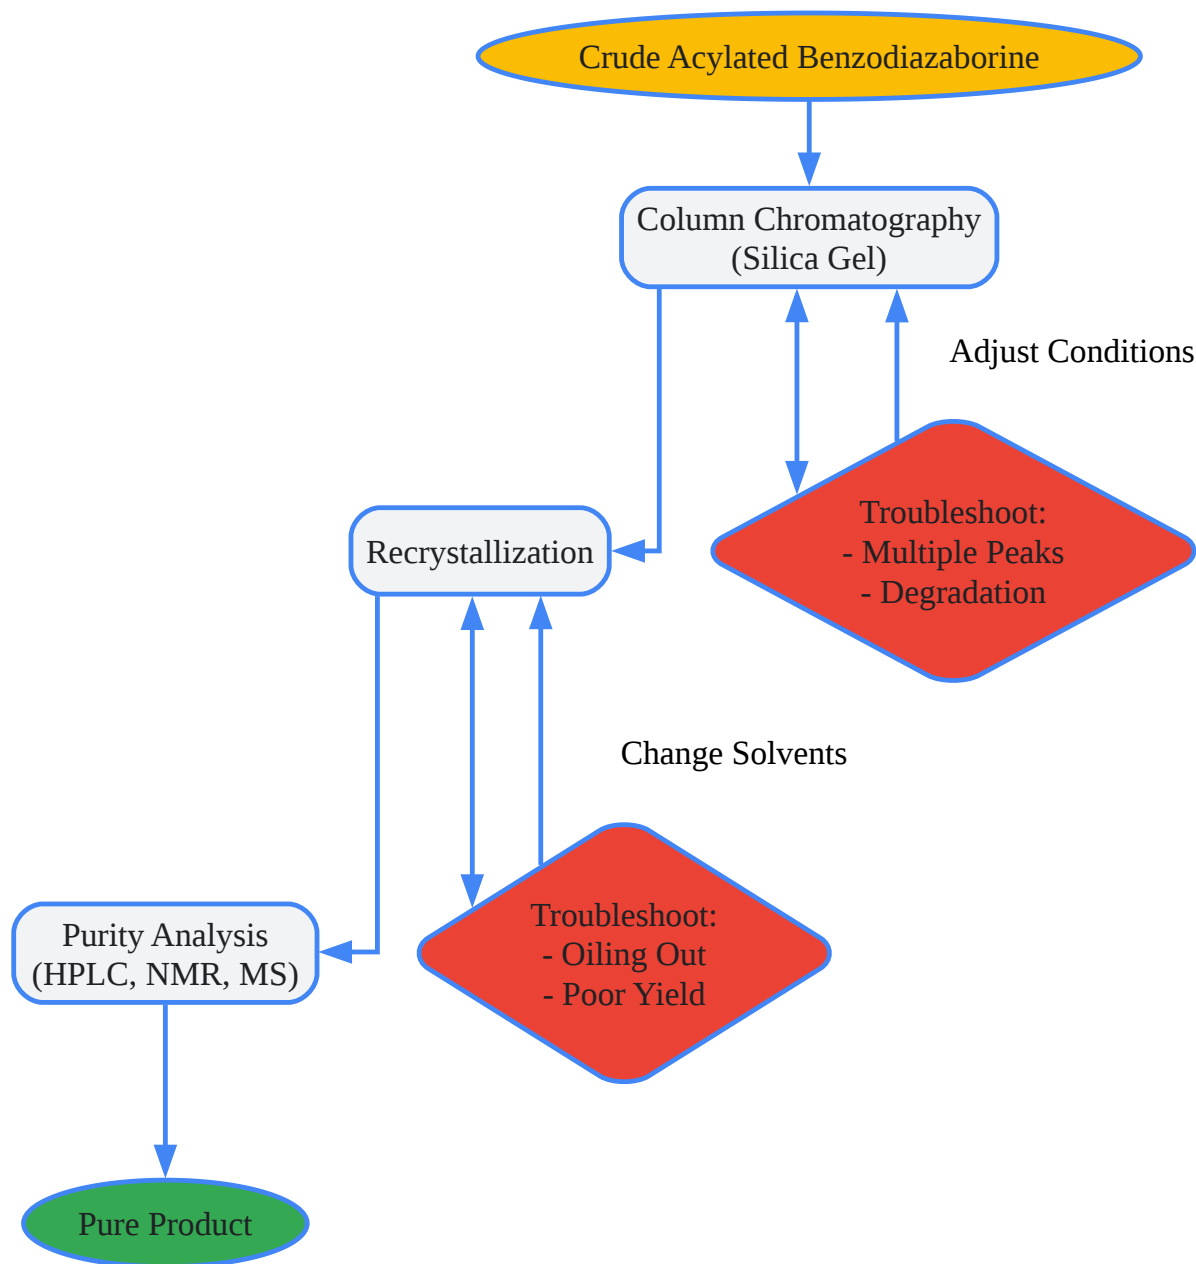 Crude Acylated Benzodiazaborine
Column Chromatography
(Silica Gel)
Adjust Conditions
Troubleshoot:
- Multiple Peaks
- Degradation
Recrystallization
Change Solvents
Troubleshoot:
- Oiling Out
- Poor Yield
Purity Analysis
(HPLC, NMR, MS)
Pure Product